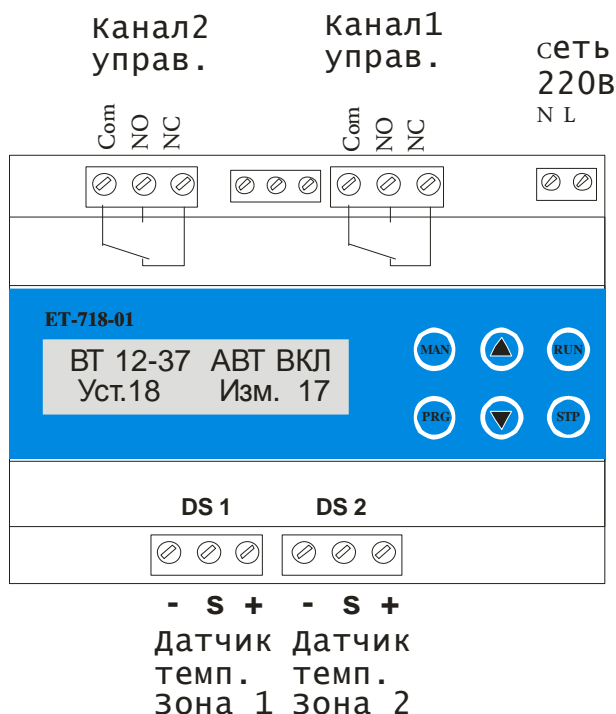 Канал2
управ.
Канал1
управ.
Сеть
220В
N L
Com
NO
NC
Com
NO
NC
ET-718-01
ВТ 12-37 АВТ ВКЛ
Уст.18 Изм. 17
MAN
RUN
PRG
STP
DS 1
DS 2
- S +
- S +
Датчик
темп.
Зона 1
Датчик
темп.
Зона 2